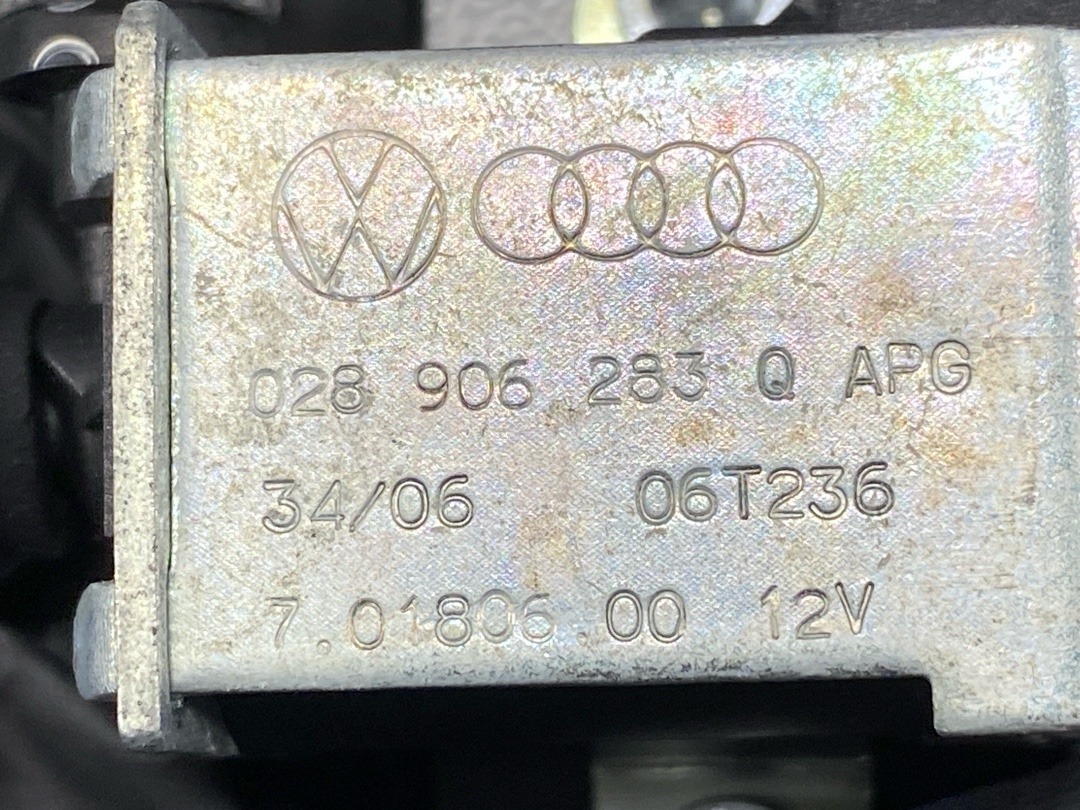 028 906 283 Q APG
34/06 06T236
7.01806.00 12V